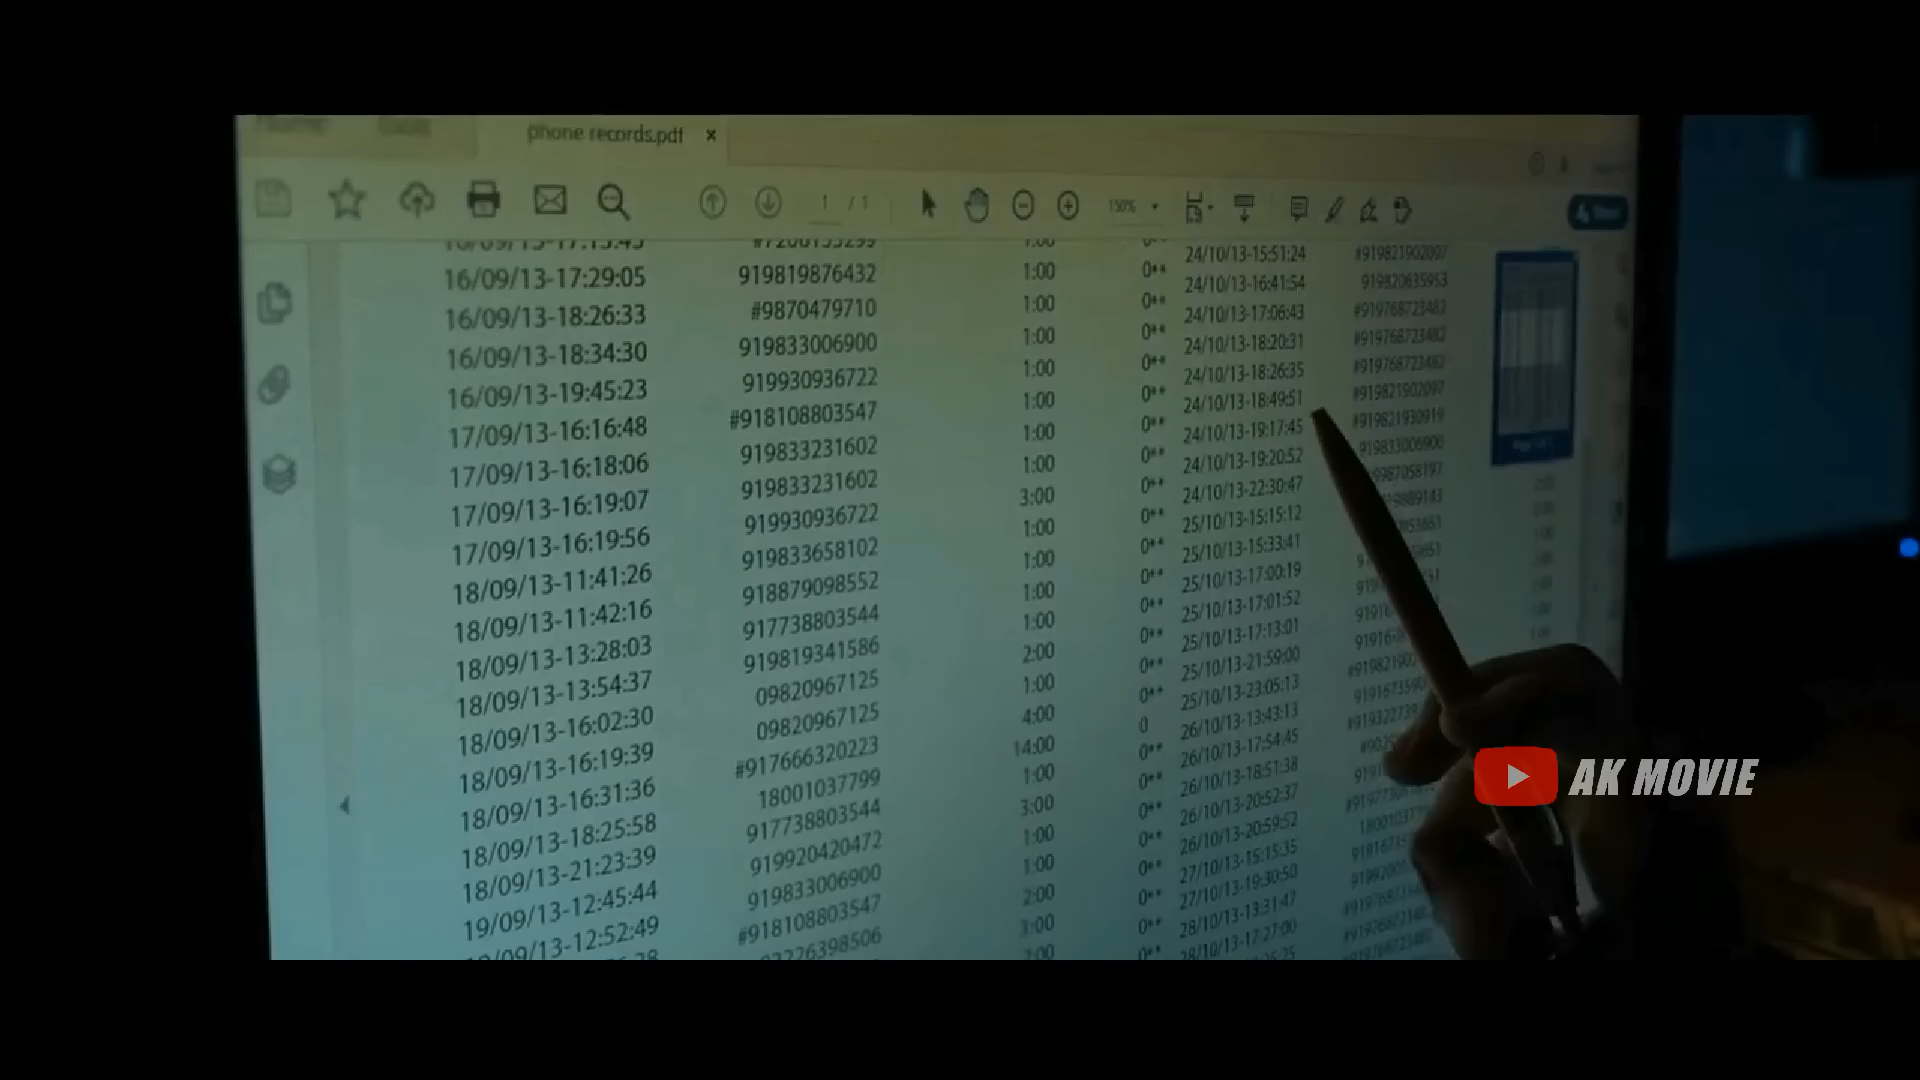 phone records.pdf ×
1 / 1
150%
16/09/13-17:29:05 919819876432 1:00 0** 24/10/13-15:51:24 #919821902097
16/09/13-18:26:33 #9870479710 1:00 0** 24/10/13-16:41:54 919820635953
16/09/13-18:34:30 919833006900 1:00 0** 24/10/13-17:06:43 #919768723482
16/09/13-19:45:23 919930936722 1:00 0** 24/10/13-18:20:31 #919768723482
17/09/13-16:16:48 #918108803547 1:00 0** 24/10/13-18:26:35 #919768723482
17/09/13-16:18:06 919833231602 1:00 0** 24/10/13-18:49:51 #919821902097
17/09/13-16:19:07 919833231602 1:00 0** 24/10/13-19:17:45 #919821930919
17/09/13-16:19:56 919930936722 3:00 0** 24/10/13-19:20:52 919833006900
18/09/13-11:41:26 919833658102 1:00 0** 24/10/13-22:30:47
18/09/13-11:42:16 918879098552 1:00 0** 25/10/13-15:15:12
18/09/13-13:28:03 917738803544 1:00 0** 25/10/13-15:33:41
18/09/13-13:54:37 919819341586 1:00 0** 25/10/13-17:00:19
18/09/13-16:02:30 09820967125 2:00 0** 25/10/13-17:01:52
18/09/13-16:19:39 09820967125 1:00 0** 25/10/13-17:13:01
18/09/13-16:31:36 #917666320223 4:00 0 25/10/13-21:59:00
18/09/13-18:25:58 18001037799 14:00 0** 25/10/13-23:05:13
18/09/13-21:23:39 917738803544 1:00 0** 26/10/13-13:43:13
19/09/13-12:45:44 919920420472 3:00 0** 26/10/13-17:54:45
919833006900 1:00 0** 26/10/13-18:51:38
#918108803547 1:00 0** 26/10/13-20:52:37
2:00 0** 26/10/13-20:59:52
3:00 0** 27/10/13-15:15:35
27/10/13-19:30:50
28/10/13-13:31:47
28/10/13-17:27:00
AK MOVIE